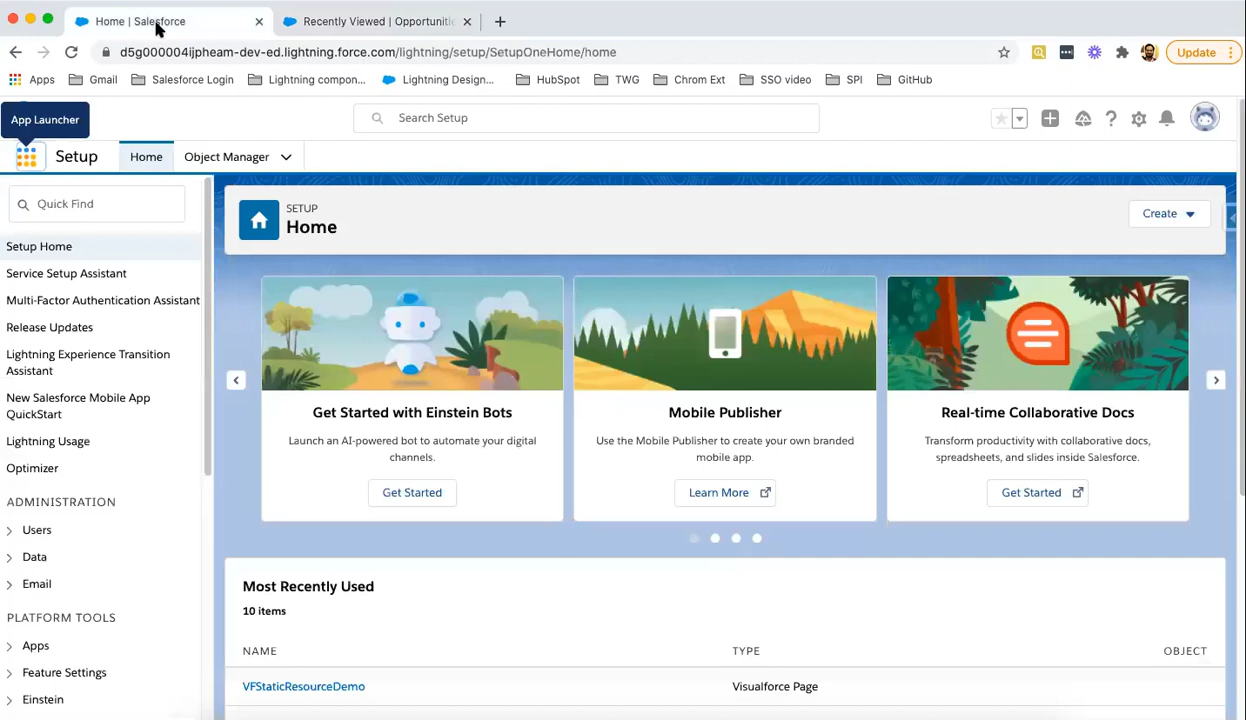 Home | Salesforce
Recently Viewed | Opportunitie
d5g000004ijpheam-dev-ed.lightning.force.com/lightning/setup/SetupOneHome/home
Update
Apps
Gmail
Salesforce Login
Lightning compon...
Lightning Design...
HubSpot
TWG
Chrom Ext
SSO video
SPI
GitHub
App Launcher
Search Setup
Setup
Home
Object Manager
Quick Find
Setup Home
Service Setup Assistant
Multi-Factor Authentication Assistant
Release Updates
Lightning Experience Transition
Assistant
New Salesforce Mobile App
QuickStart
Lightning Usage
Optimizer
ADMINISTRATION
Users
Data
Email
PLATFORM TOOLS
Apps
Feature Settings
Einstein
SETUP
Home
Create
Get Started with Einstein Bots
Launch an AI-powered bot to automate your digital
channels.
Get Started
Mobile Publisher
Use the Mobile Publisher to create your own branded
mobile app.
Learn More
Real-time Collaborative Docs
Transform productivity with collaborative docs,
spreadsheets, and slides inside Salesforce.
Get Started
Most Recently Used
10 items
NAME
TYPE
OBJECT
VFStaticResourceDemo
Visualforce Page